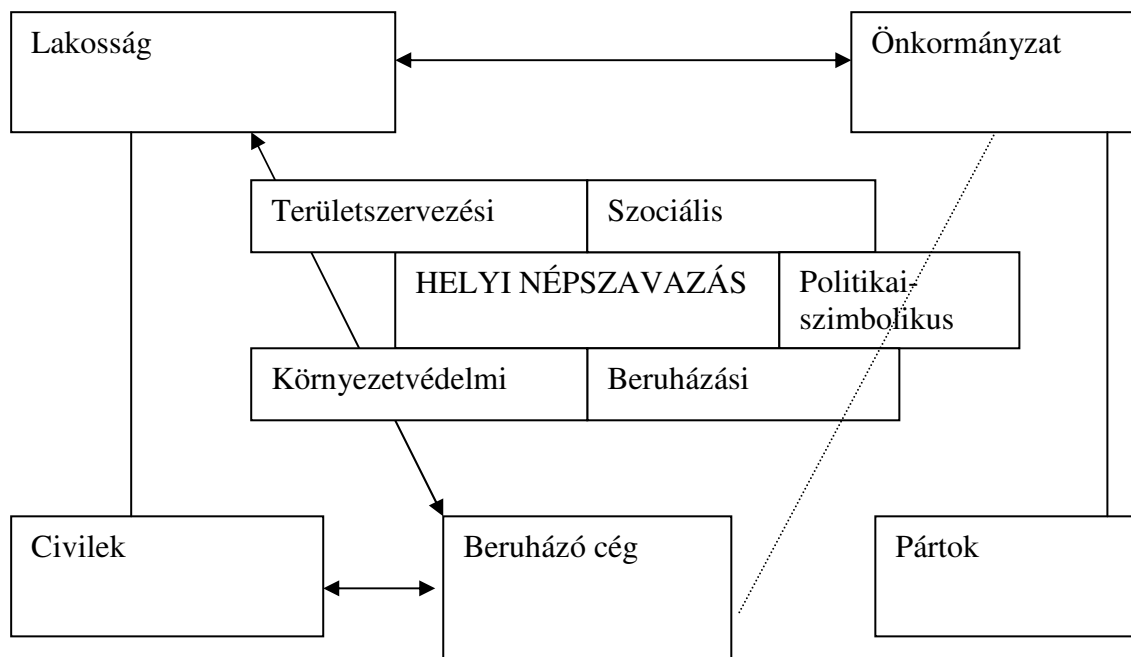 Lakosság
Önkormányzat
Területszervezési
Szociális
HELYI NÉPSZAVAZÁS
Politikai-
szimbolikus
Környezetvédelmi
Beruházási
Civilek
Beruházó cég
Pártok